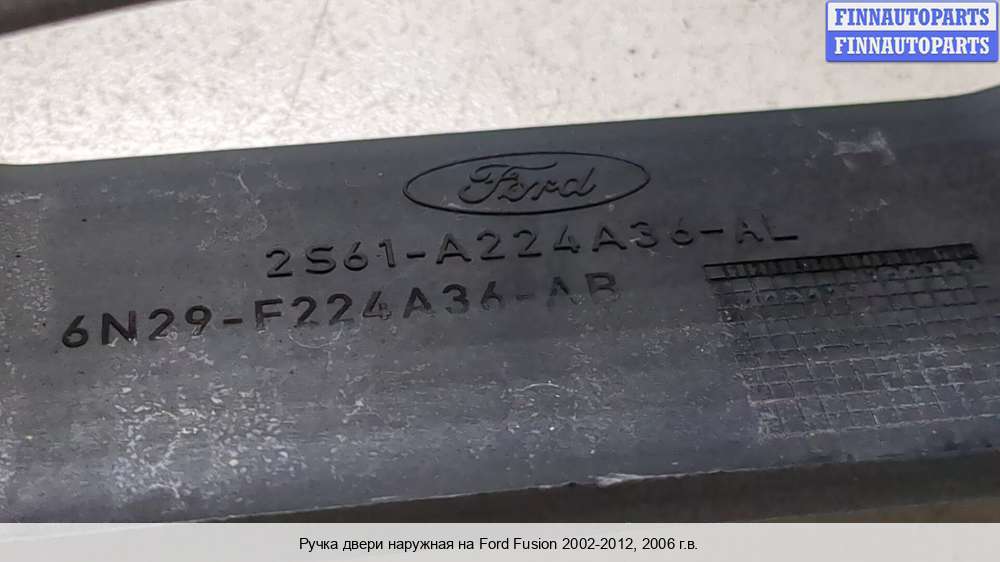 FINNAUTOPARTS
FINNAUTOPARTS
Ford
2S61-A224A36-AL
6N29-F224A36-AB
Ручка двери наружная на Ford Fusion 2002-2012, 2006 г.в.